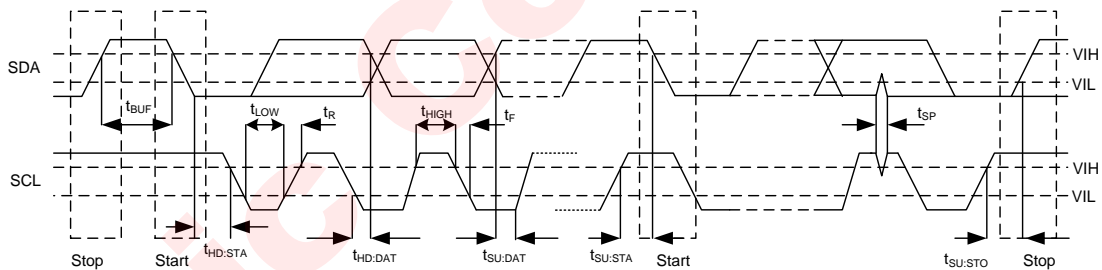 SDA
VIH
VIL
tBUF
tLOW
tR
tHIGH
tF
tSP
SCL
VIH
VIL
tHD:STA
tHD:DAT
tSU:DAT
tSU:STA
tSU:STO
Stop
Start
Start
Stop